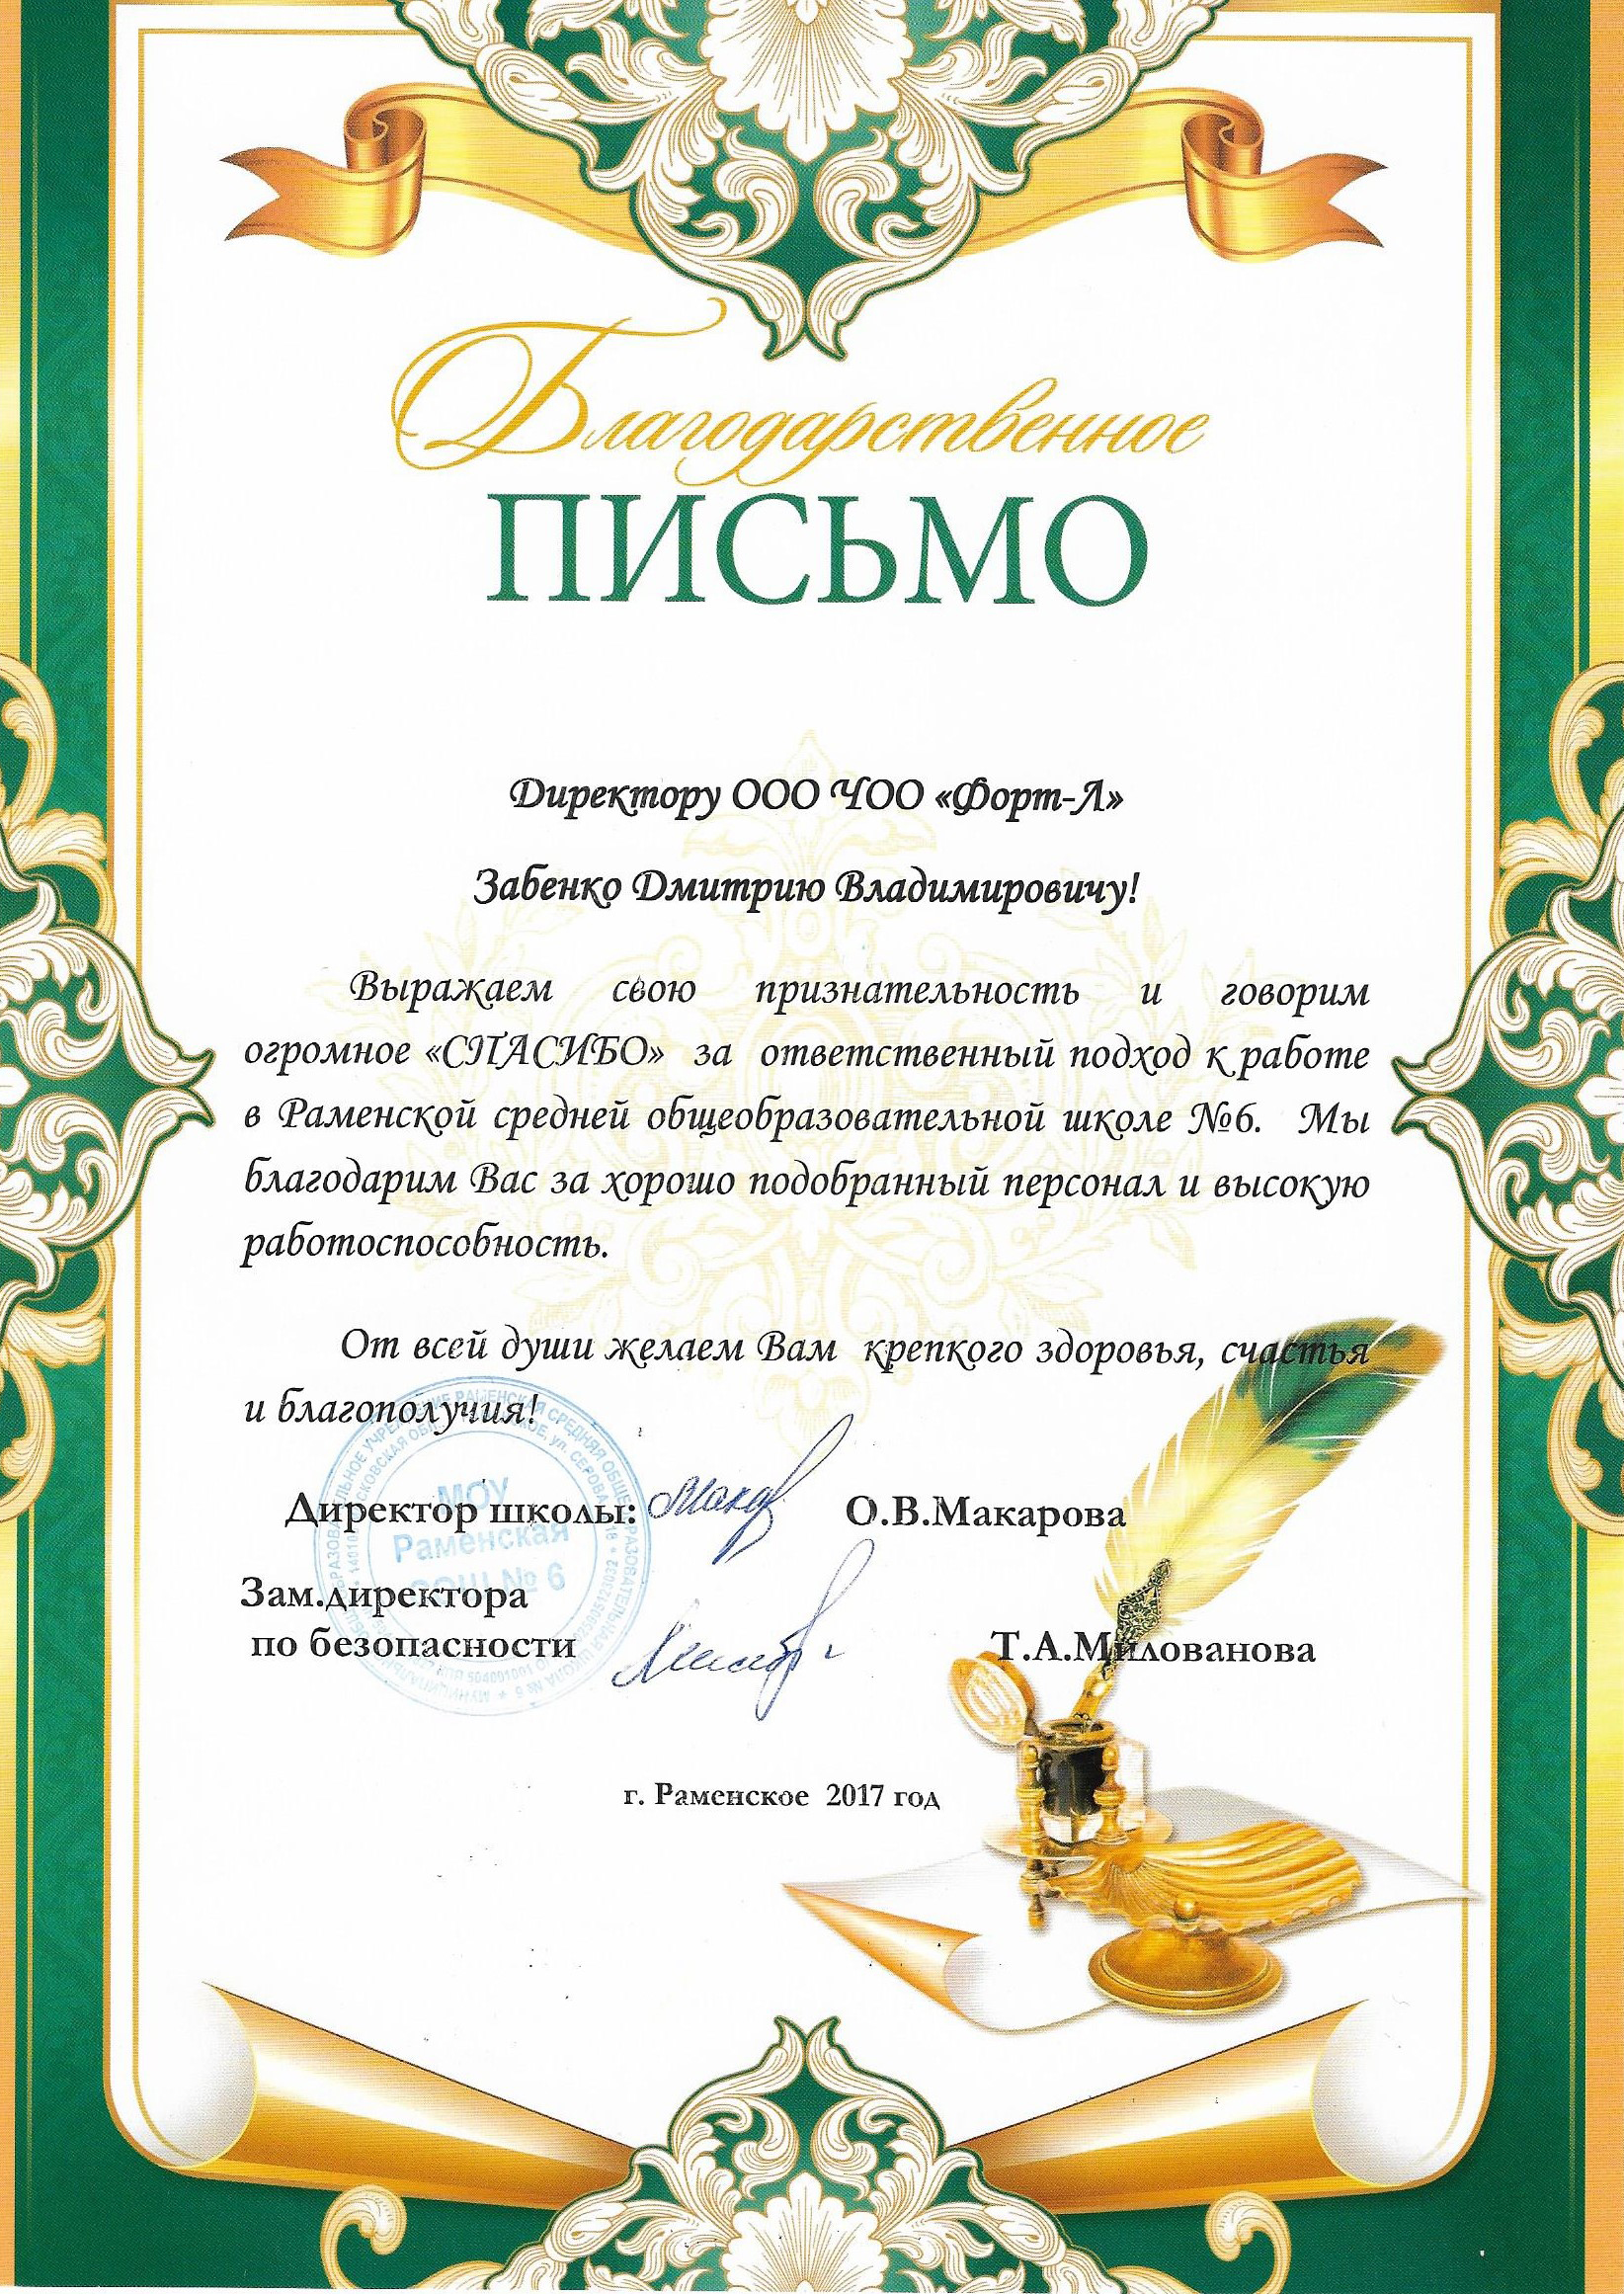 Благодарственное
ПИСЬМО
Директору ООО ЧОО «Форт-Л»
Забенко Дмитрию Владимировичу!
Выражаем свою признательность и говорим
огромное «СПАСИБО» за ответственный подход к работе
в Раменской средней общеобразовательной школе №6. Мы
благодарим Вас за хорошо подобранный персонал и высокую
работоспособность.
От всей души желаем Вам крепкого здоровья, счастья
и благополучия!
МОУ
Раменская
СОШ № 6
Директор школы: О.В.Макарова
Зам.директора
по безопасности Т.А.Милованова
г. Раменское 2017 год